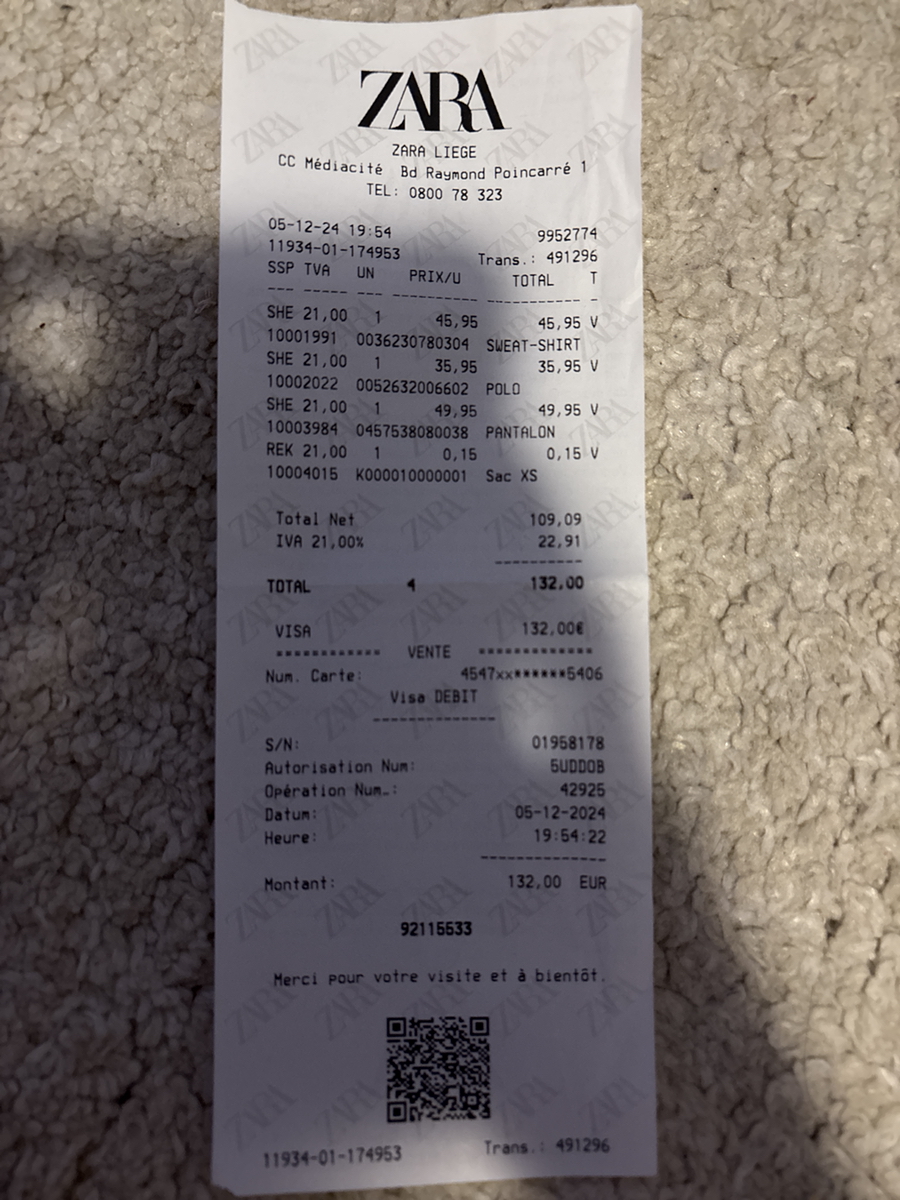 ZARA
ZARA LIEGE
CC Médiacité Bd Raymond Poincarré 1
TEL: 0800 78 323
05-12-24 19:54 9952774
11934-01-174953 Trans.: 491296
SSP TVA UN PRIX/U TOTAL T
--- ----- --- ---------- ----------- -
SHE 21,00 1 45,95 45,95 V
10001991 0036230780304 SWEAT-SHIRT
SHE 21,00 1 35,95 35,95 V
10002022 0052632006602 POLO
SHE 21,00 1 49,95 49,95 V
10003984 0457538080038 PANTALON
REK 21,00 1 0,15 0,15 V
10004015 K000010000001 Sac XS
Total Net 109,09
IVA 21,00% 22,91
----------
TOTAL 4 132,00
VISA 132,00€
************ VENTE *************
Num. Carte: 4547xx******5406
Visa DEBIT
--------------
S/N: 01958178
Autorisation Num: 5UDDOB
Opération Num.: 42925
Datum: 05-12-2024
Heure: 19:54:22
--------------
Montant: 132,00 EUR
92115533
Merci pour votre visite et à bientôt.
11934-01-174953 Trans.: 491296